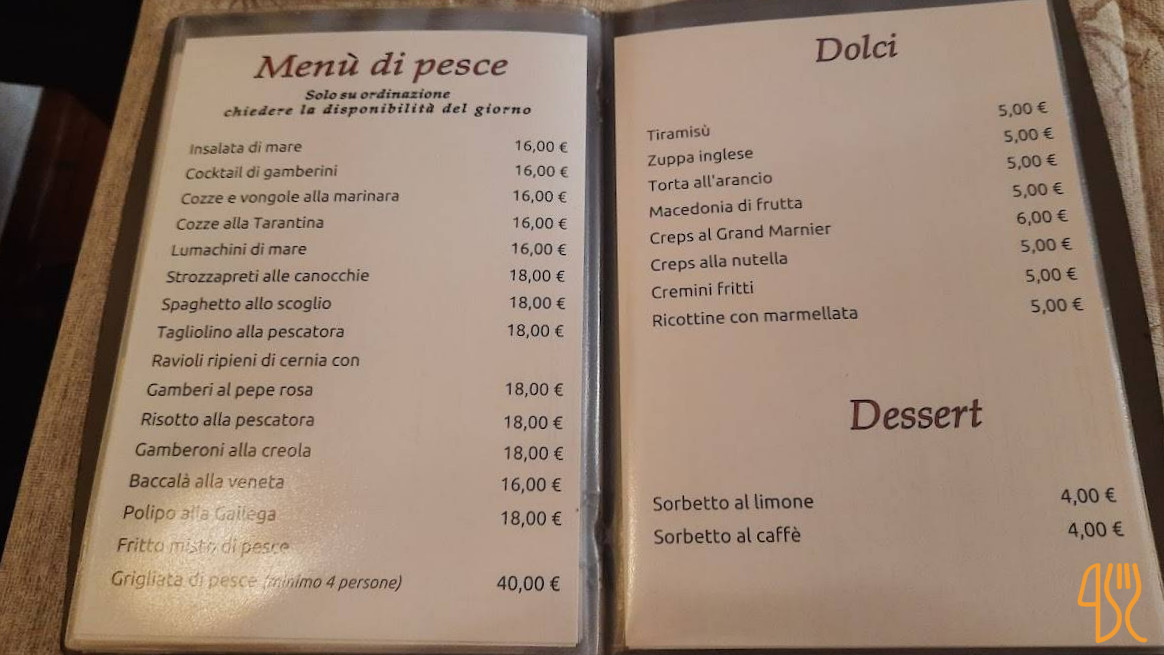 Menù di pesce
Solo su ordinazione
chiedere la disponibilità del giorno
Insalata di mare 16,00 €
Cocktail di gamberini 16,00 €
Cozze e vongole alla marinara 16,00 €
Cozze alla Tarantina 16,00 €
Lumachini di mare 16,00 €
Strozzapreti alle canocchie 18,00 €
Spaghetto allo scoglio 18,00 €
Tagliolino alla pescatora 18,00 €
Ravioli ripieni di cernia con
Gamberi al pepe rosa 18,00 €
Risotto alla pescatora 18,00 €
Gamberoni alla creola 18,00 €
Baccalà alla veneta 16,00 €
Polipo alla Gallega 18,00 €
Fritto misto di pesce
Grigliata di pesce (minimo 4 persone) 40,00 €
Dolci
Tiramisù 5,00 €
Zuppa inglese 5,00 €
Torta all'arancio 5,00 €
Macedonia di frutta 5,00 €
Creps al Grand Marnier 6,00 €
Creps alla nutella 5,00 €
Cremini fritti 5,00 €
Ricottine con marmellata 5,00 €
Dessert
Sorbetto al limone 4,00 €
Sorbetto al caffè 4,00 €